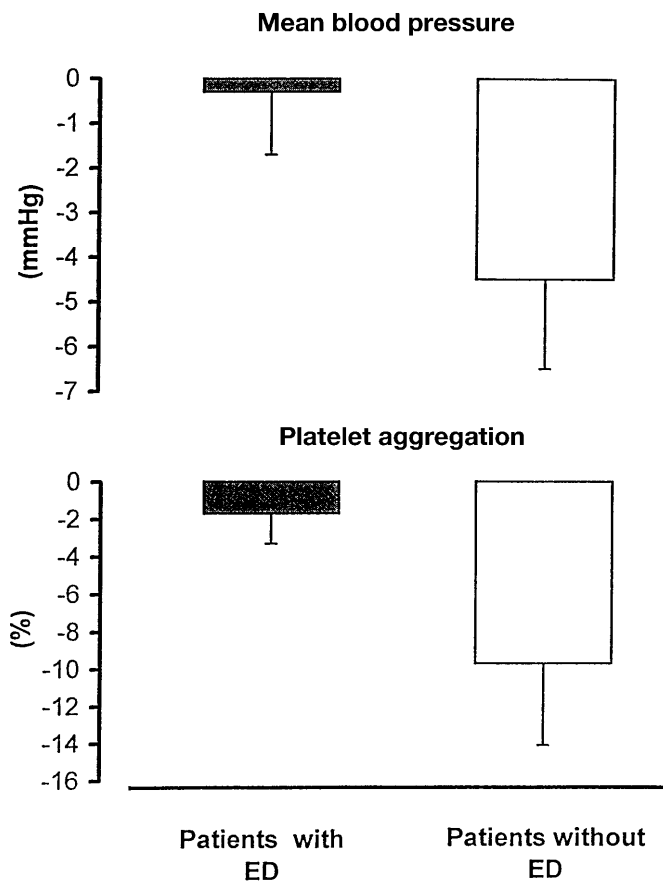 Mean blood pressure
0
-1
-2
-3
-4
-5
-6
-7
(mmHg)
Platelet aggregation
0
-2
-4
-6
-8
-10
-12
-14
-16
(%)
Patients with
ED
Patients without
ED